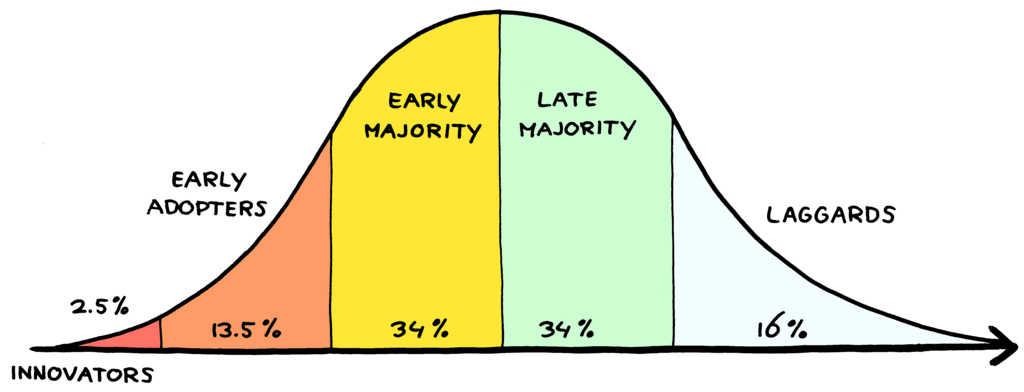 EARLY
MAJORITY
LATE
MAJORITY
EARLY
ADOPTERS
LAGGARDS
2.5%
13.5%
34%
34%
16%
INNOVATORS